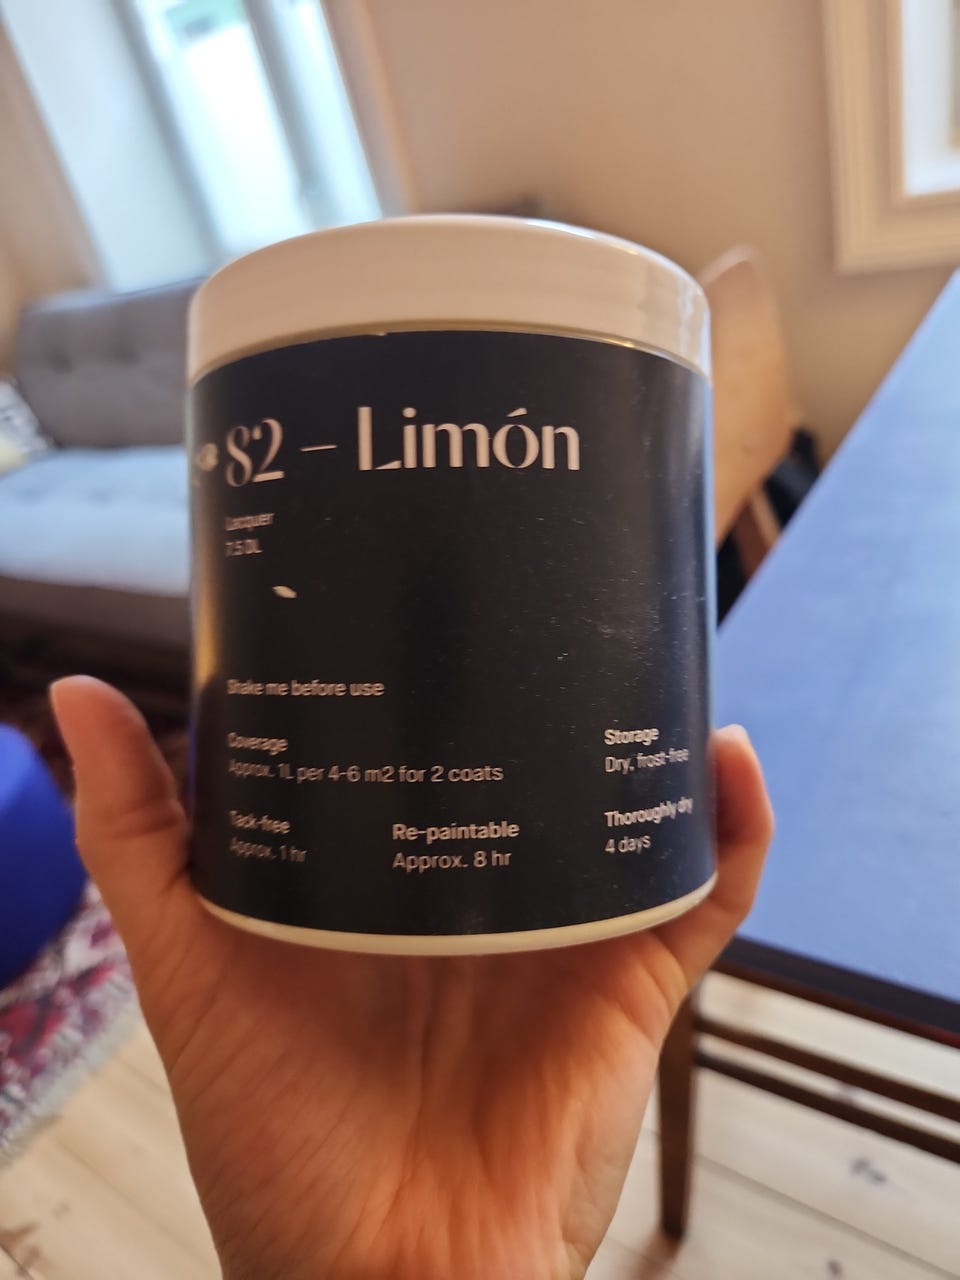 82 – Limón
Lacquer
7.5 DL
Shake me before use
Coverage
Approx. 1L per 4-6 m2 for 2 coats
Storage
Dry, frost-free
Tack-free
Approx. 1 hr
Re-paintable
Approx. 8 hr
Thoroughly dry
4 days